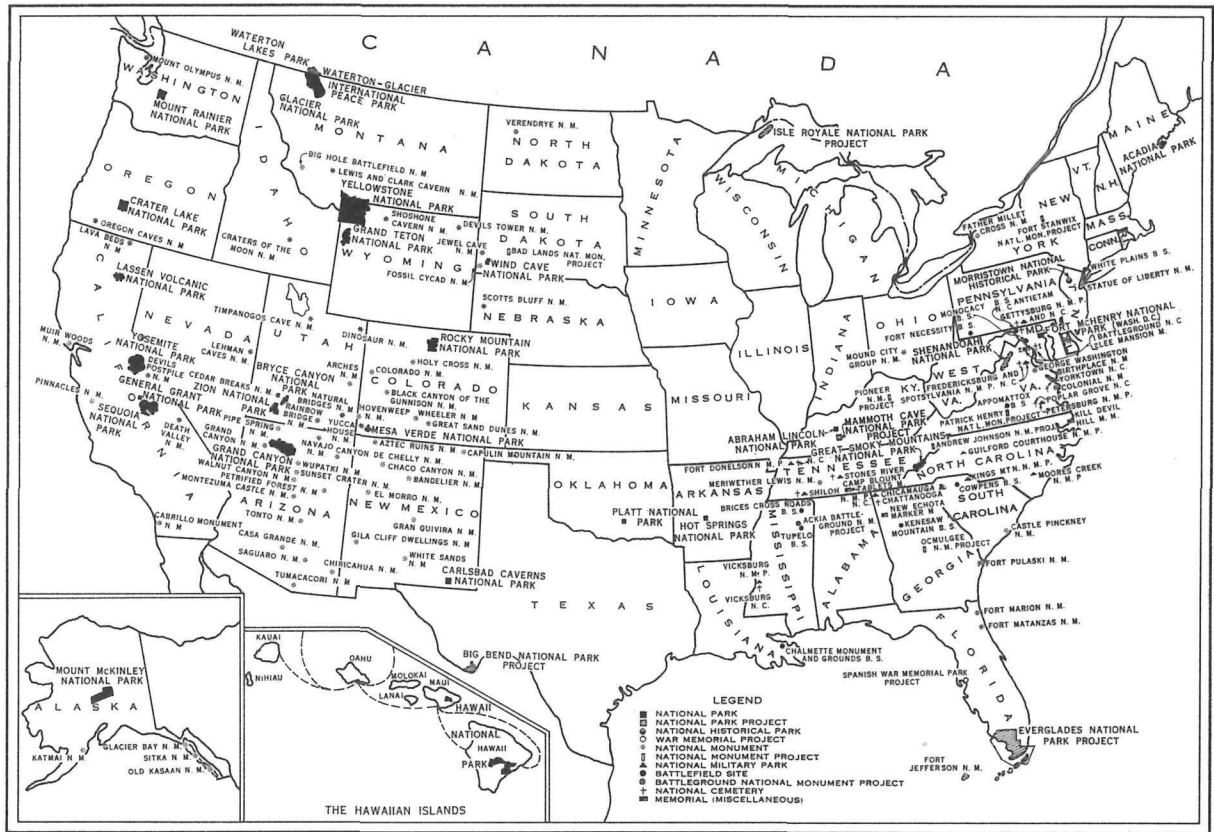 C A N A D A
WATERTON
LAKES PARK
WATERTON-GLACIER
INTERNATIONAL
PEACE PARK
MOUNT OLYMPUS N. M.
WASHINGTON
MOUNT RAINIER
NATIONAL PARK
GLACIER
NATIONAL PARK
MONTANA
IDAHO
BIG HOLE BATTLEFIELD N. M.
LEWIS AND CLARK CAVERN N. M.
YELLOWSTONE
NATIONAL PARK
VERENDRYE N. M.
NORTH
DAKOTA
MINNESOTA
ISLE ROYALE NATIONAL PARK
PROJECT
MAINE
ACADIA
NATIONAL PARK
VT.
N.H.
MASS
CONN.
OREGON
CRATER LAKE
NATIONAL PARK
OREGON CAVES N. M.
LAVA BEDS
N M
CRATERS OF THE
MOON N. M.
SHOSHONE
CAVERN N. M.
DEVILS TOWER N. M.
GRAND TETON
NATIONAL PARK
JEWEL CAVE
N. M.
WYOMING
FOSSIL CYCAD N. M.
SOUTH
DAKOTA
BAD LANDS NAT. MON.
PROJECT
WIND CAVE
NATIONAL PARK
WISCONSIN
MICHIGAN
NEW
YORK
FATHER MILLET
CROSS N. M.
FORT STANWIX
NAT'L. MON. PROJECT
WHITE PLAINS B. S.
STATUE OF LIBERTY N. M.
MORRISTOWN NATIONAL
HISTORICAL PARK
PENNSYLVANIA
LASSEN VOLCANIC
NATIONAL PARK
CALIFORNIA
NEVADA
UTAH
TIMPANOGOS CAVE N. M.
LEHMAN
CAVES N. M.
DINOSAUR N. M.
SCOTTS BLUFF N. M.
NEBRASKA
IOWA
ILLINOIS
INDIANA
OHIO
MONOCACY B. S.
N. C. ANTIETAM
GETTYSBURG N. M. P.
AND N. C.
FORT NECESSITY
B. S.
MD.
FORT McHENRY NATIONAL
PARK (WASH. D.C.)
BATTLEGROUND N. C
LEE MANSION M.
MUIR WOODS
N. M.
YOSEMITE
NATIONAL PARK
DEVILS
POSTPILE
N M
CEDAR BREAKS N. M.
ZION NATIONAL
PARK
BRYCE CANYON
NATIONAL
PARK
ARCHES
N. M.
NATURAL
BRIDGES N. M.
RAINBOW
BRIDGE
ROCKY MOUNTAIN
NATIONAL PARK
HOLY CROSS N. M.
COLORADO N. M.
COLORADO
BLACK CANYON OF THE
GUNNISON N. M.
HOVENWEEP
N. M.
WHEELER N. M.
GREAT SAND DUNES N. M.
YUCCA
HOUSE
N. M.
MESA VERDE NATIONAL PARK
KANSAS
MISSOURI
MOUND CITY
GROUP N. M.
SHENANDOAH
NATIONAL PARK
WEST
VA.
KY.
VA.
PIONEER
N.M.
PROJECT
FREDERICKSBURG AND
SPOTSYLVANIA N. M. P. N. C.
GEORGE WASHINGTON
BIRTHPLACE N. M.
YORKTOWN N. C.
COLONIAL N. M.
POPLAR GROVE N. C.
APPOMATTOX
B. S.
PATRICK HENRY
NAT'L. MON. PROJECT
PETERSBURG N. M. P.
KILL DEVIL
HILL M. M.
PINNACLES N. M.
GENERAL GRANT
NATIONAL PARK
SEQUOIA
NATIONAL
PARK
DEATH
VALLEY
N. M.
PIPE SPRING
N. M.
GRAND
CANYON N. M.
GRAND CANYON
NATIONAL PARK
NAVAJO
N. M.
CANYON DE CHELLY N. M.
AZTEC RUINS N. M.
CAPULIN MOUNTAIN N. M.
CHACO CANYON N. M.
BANDELIER N. M.
WUPATKI N. M.
SUNSET CRATER N. M.
WALNUT CANYON N. M.
PETRIFIED FOREST N. M
MONTEZUMA CASTLE N. M.
EL MORRO N. M.
NEW MEXICO
ARIZONA
TONTO N. M.
GRAN QUIVIRA N. M.
GILA CLIFF DWELLINGS N. M.
CABRILLO MONUMENT
N M
CASA GRANDE N. M.
SAGUARO N. M.
CHIRICAHUA N. M.
TUMACACORI N. M.
WHITE SANDS
N. M.
CARLSBAD CAVERNS
NATIONAL PARK
ABRAHAM LINCOLN
NATIONAL PARK
MAMMOTH CAVE
NATIONAL PARK
PROJECT
GREAT SMOKY MOUNTAINS
NATIONAL PARK
ANDREW JOHNSON N. M. PROJ.
GUILFORD COURTHOUSE N. M. P.
FORT DONELSON N. M. P.
N. C.
TENNESSEE
NORTH CAROLINA
MERIWETHER LEWIS N. M.
STONES RIVER
CAMP BLOUNT
TABLETS M
SHILOH
N. M. P.
N. C.
CHICAMAUGA &
CHATTANOOGA
KINGS MTN. N. M. P.
COWPENS B. S.
MOORES CREEK
N. M. P
OKLAHOMA
ARKANSAS
PLATT NATIONAL
PARK
HOT SPRINGS
NATIONAL PARK
BRICES CROSS ROADS
B. S.
TUPELO
B. S.
ACKIA BATTLE-
GROUND N. M.
PROJECT
NEW ECHOTA
MARKER M
KENESAW
MOUNTAIN B. S.
OCMULGEE
N. M. PROJECT
SOUTH
CAROLINA
CASTLE PINCKNEY
N. M.
FORT PULASKI N. M.
MISSISSIPPI
ALABAMA
GEORGIA
VICKSBURG
N. M. P.
VICKSBURG
N. C.
LOUISIANA
TEXAS
FORT MARION N. M.
FORT MATANZAS N. M.
FLORIDA
CHALMETTE MONUMENT
AND GROUNDS B. S.
SPANISH WAR MEMORIAL PARK
PROJECT
BIG BEND NATIONAL PARK
PROJECT
EVERGLADES NATIONAL
PARK PROJECT
FORT
JEFFERSON N. M.
MOUNT McKINLEY
NATIONAL PARK
ALASKA
GLACIER BAY N. M.
KATMAI N. M.
SITKA N. M.
OLD KASAAN N. M.
KAUAI
NIHIAU
OAHU
MOLOKAI
LANAI
MAUI
HAWAII
NATIONAL
HAWAII
PARK
THE HAWAIIAN ISLANDS
LEGEND
NATIONAL PARK
NATIONAL PARK PROJECT
NATIONAL HISTORICAL PARK
WAR MEMORIAL PROJECT
NATIONAL MONUMENT
NATIONAL MONUMENT PROJECT
NATIONAL MILITARY PARK
BATTLEFIELD SITE
BATTLEGROUND NATIONAL MONUMENT PROJECT
NATIONAL CEMETERY
MEMORIAL (MISCELLANEOUS)